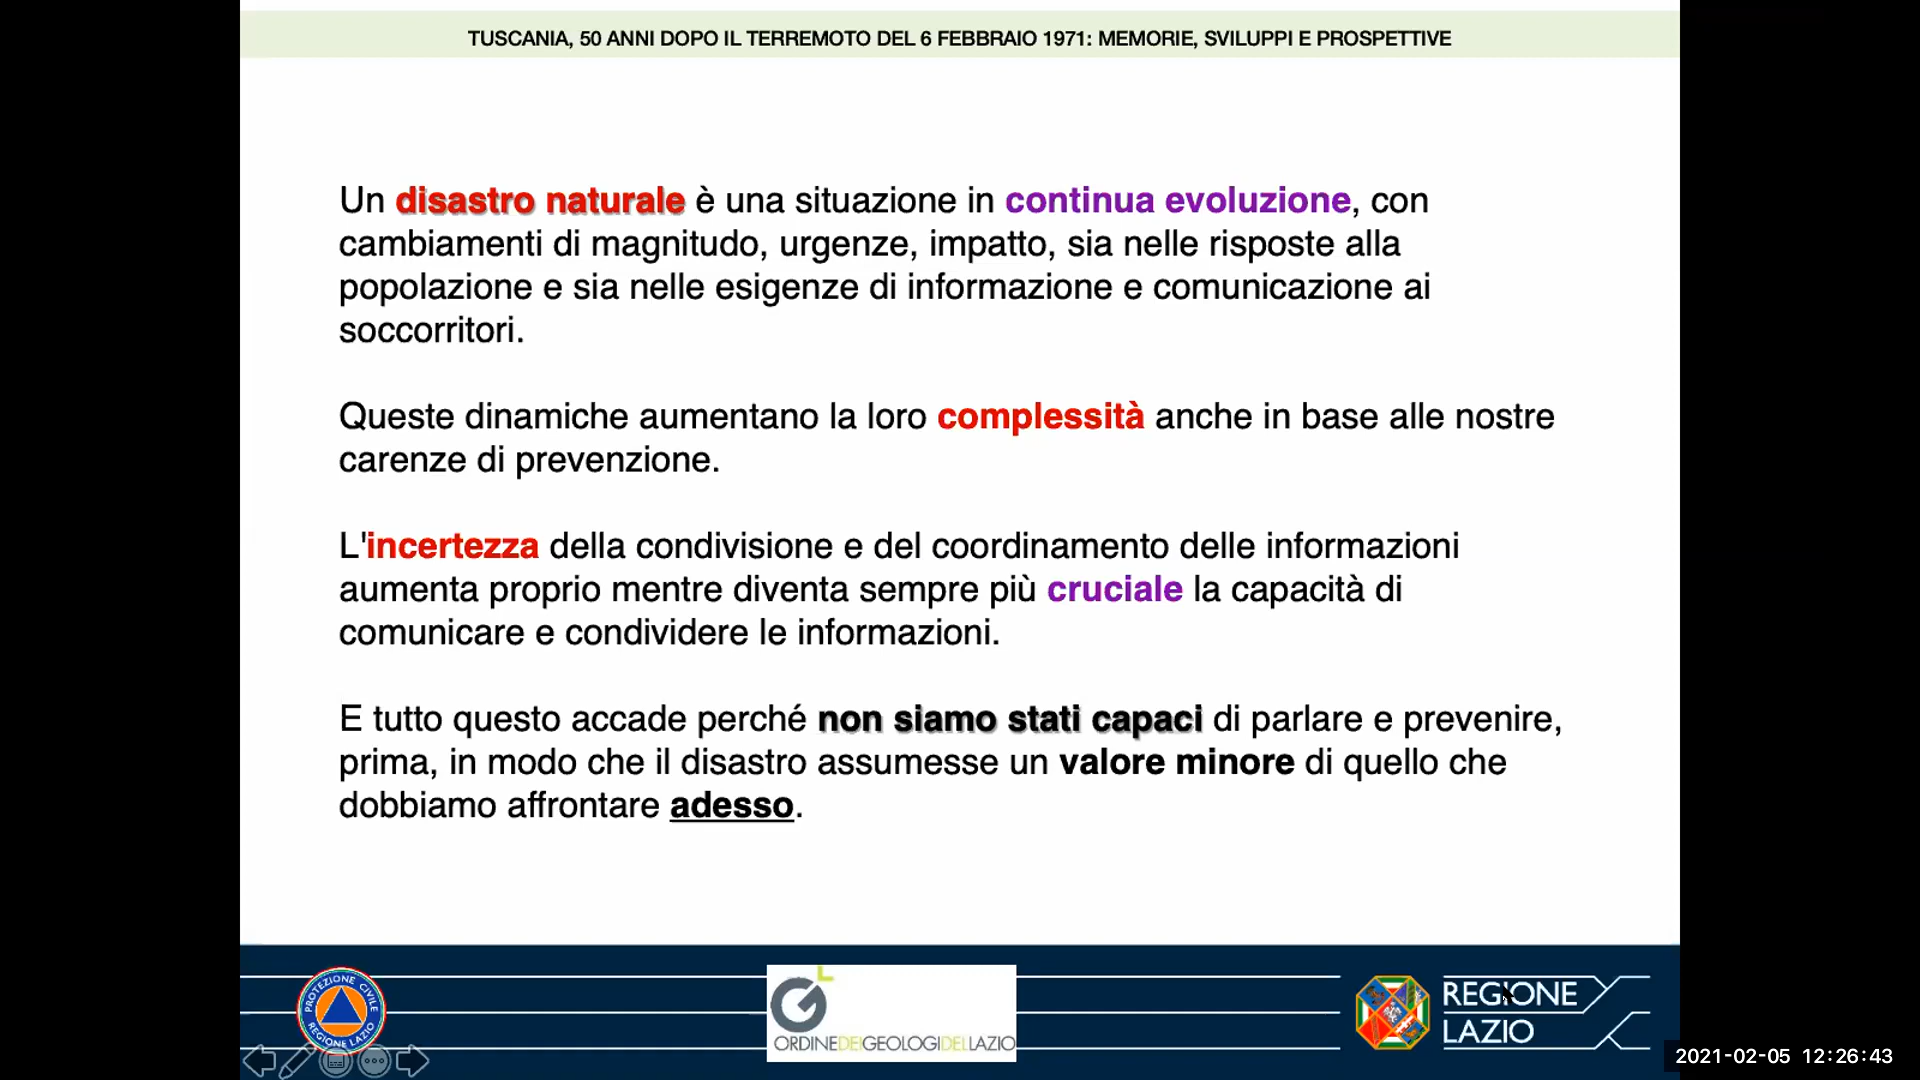 TUSCANIA, 50 ANNI DOPO IL TERREMOTO DEL 6 FEBBRAIO 1971: MEMORIE, SVILUPPI E PROSPETTIVE
Un disastro naturale è una situazione in continua evoluzione, con
cambiamenti di magnitudo, urgenze, impatto, sia nelle risposte alla
popolazione e sia nelle esigenze di informazione e comunicazione ai
soccorritori.
Queste dinamiche aumentano la loro complessità anche in base alle nostre
carenze di prevenzione.
L'incertezza della condivisione e del coordinamento delle informazioni
aumenta proprio mentre diventa sempre più cruciale la capacità di
comunicare e condividere le informazioni.
E tutto questo accade perché non siamo stati capaci di parlare e prevenire,
prima, in modo che il disastro assumesse un valore minore di quello che
dobbiamo affrontare adesso.
PROTEZIONE CIVILE
REGIONE LAZIO
ORDINEDEIGEOLOGIDELLAZIO
REGIONE
LAZIO
2021-02-05 12:26:43